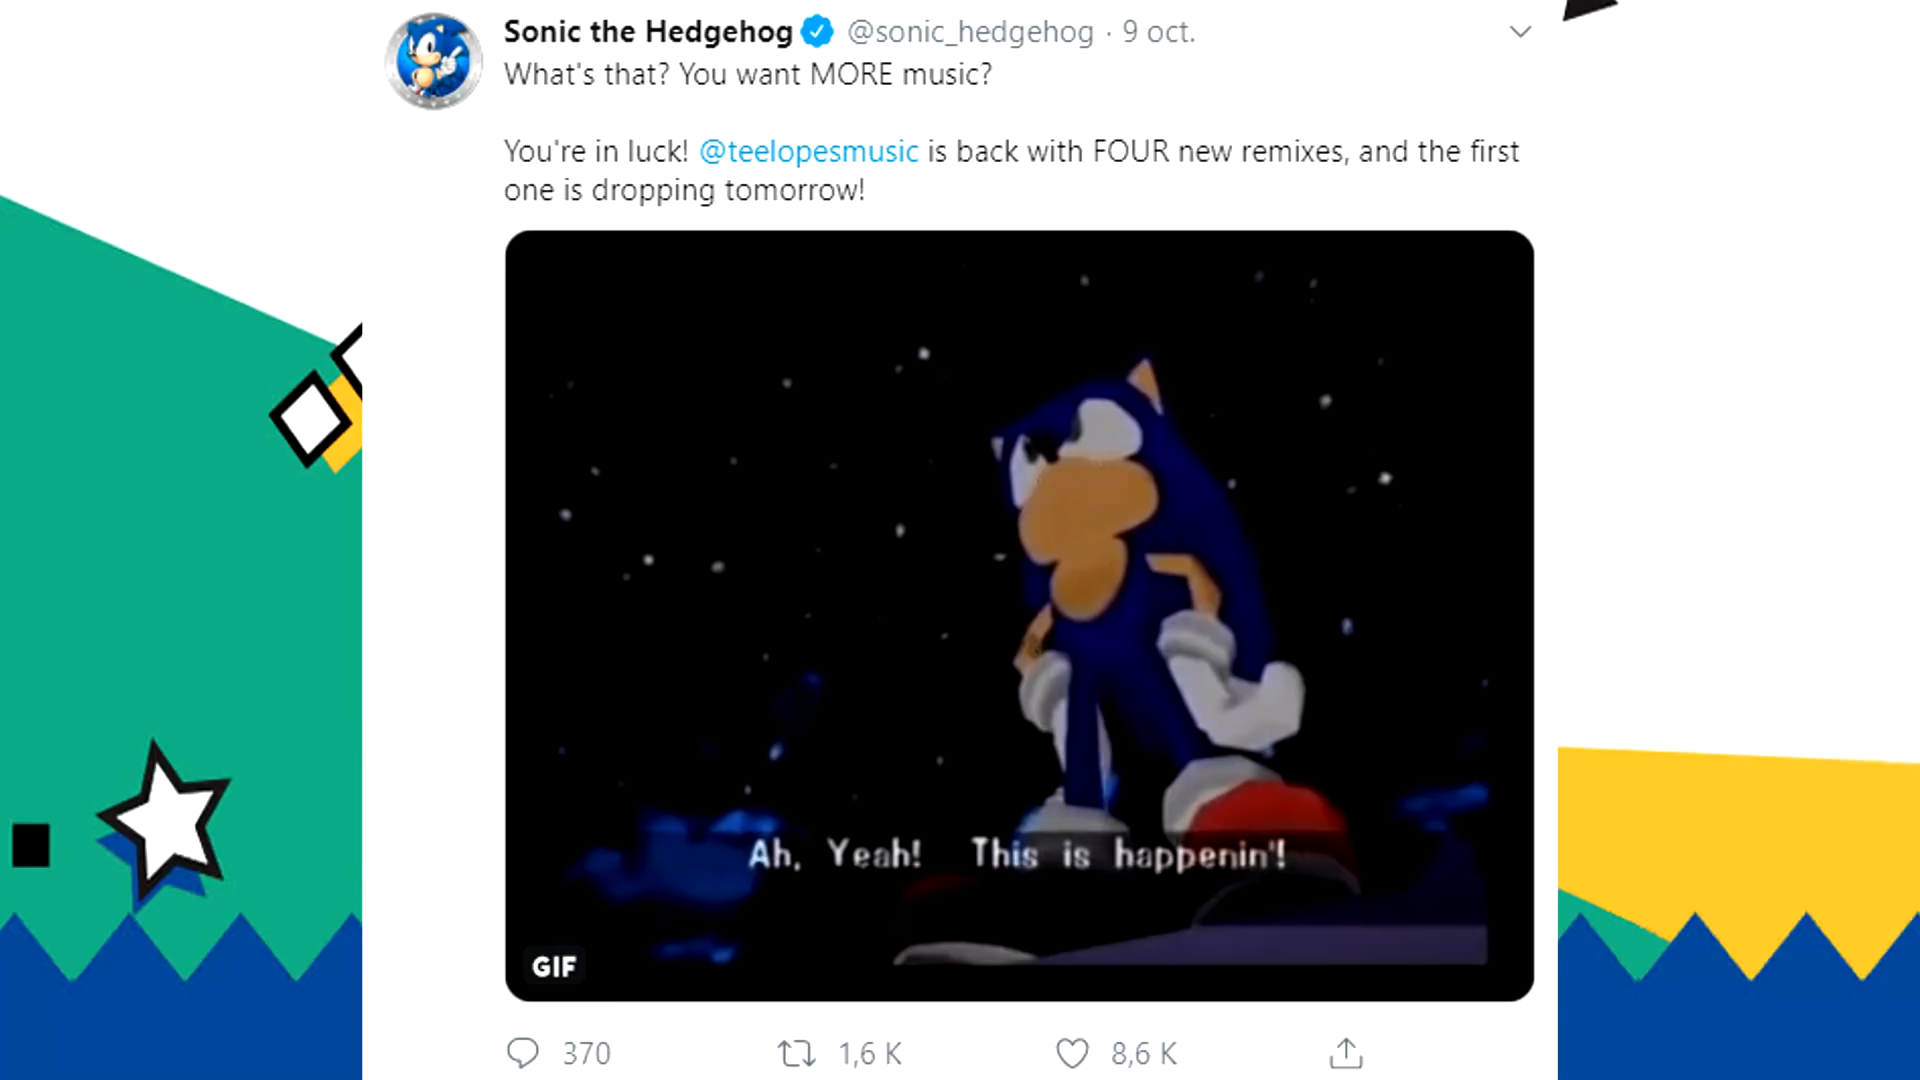 Sonic the Hedgehog @sonic_hedgehog · 9 oct.
What's that? You want MORE music?
You're in luck! @teelopesmusic is back with FOUR new remixes, and the first
one is dropping tomorrow!
Ah, Yeah! This is happenin'!
GIF
370 1,6 K 8,6 K